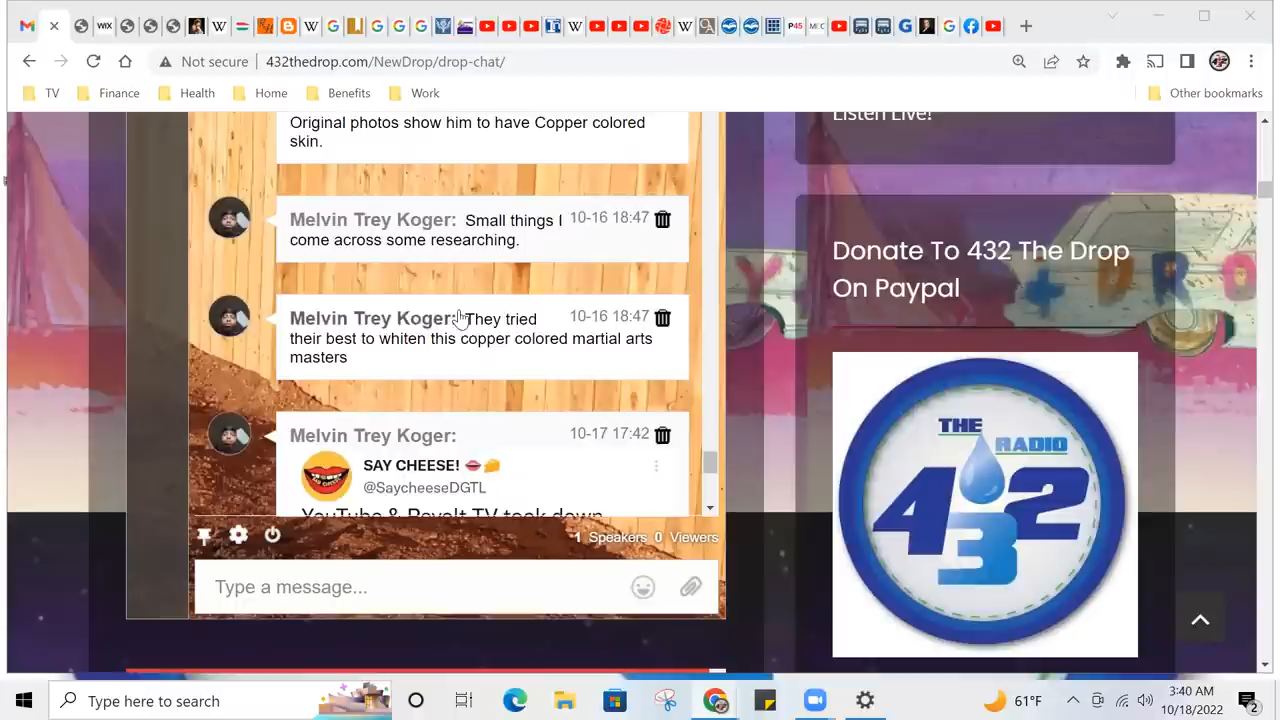 Not secure
432thedrop.com/NewDrop/drop-chat/
TV
Finance
Health
Home
Benefits
Work
Other bookmarks
Original photos show him to have Copper colored
skin.
Melvin Trey Koger: Small things I
10-16 18:47
come across some researching.
Melvin Trey Koger: They tried
10-16 18:47
their best to whiten this copper colored martial arts
masters
Melvin Trey Koger:
10-17 17:42
SAY CHEESE!
@SaycheeseDGTL
YouTube & Revolt TV took down
1 Speakers 0 Viewers
Type a message...
Listen Live!
Donate To 432 The Drop
On Paypal
THE
RADIO
432
Type here to search
61°F
3:40 AM
10/18/2022
2